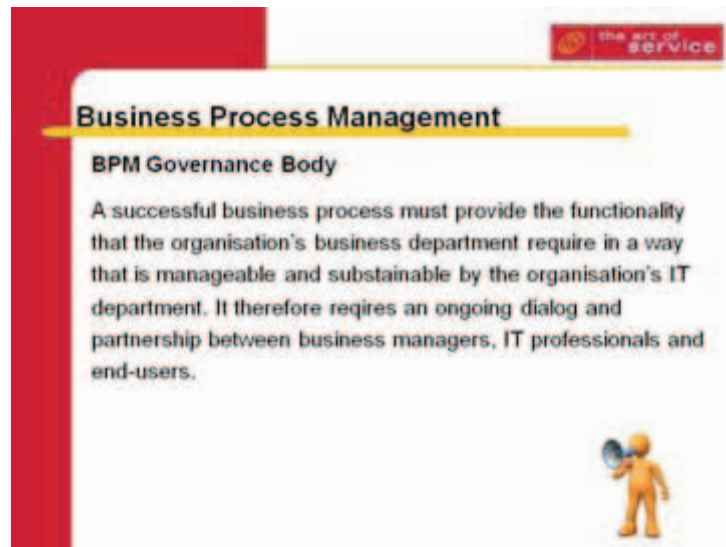 the art of
service
Business Process Management
BPM Governance Body
A successful business process must provide the functionality
that the organisation's business department require in a way
that is manageable and substainable by the organisation's IT
department. It therefore reqires an ongoing dialog and
partnership between business managers, IT professionals and
end-users.